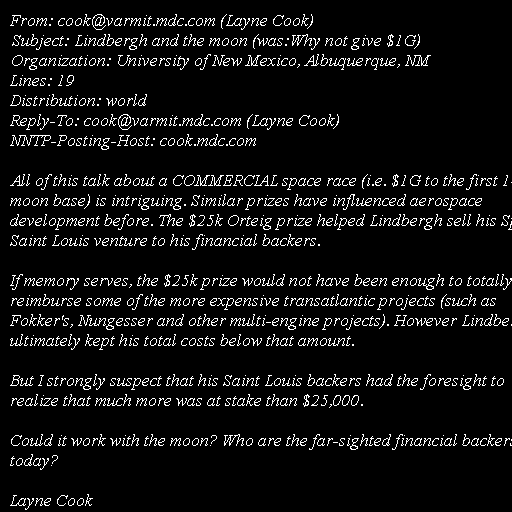 From: cook@varmit.mdc.com (Layne Cook)
Subject: Lindbergh and the moon (was:Why not give $1G)
Organization: University of New Mexico, Albuquerque, NM
Lines: 19
Distribution: world
Reply-To: cook@varmit.mdc.com (Layne Cook)
NNTP-Posting-Host: cook.mdc.com
All of this talk about a COMMERCIAL space race (i.e. $1G to the first 1-
moon base) is intriguing. Similar prizes have influenced aerospace
development before. The $25k Orteig prize helped Lindbergh sell his
Saint Louis venture to his financial backers.
If memory serves, the $25k prize would not have been enough to totally
reimburse some of the more expensive transatlantic projects (such as
Fokker's, Nungesser and other multi-engine projects). However
ultimately kept his total costs below that amount.
But I strongly suspect that his Saint Louis backers had the foresight to
realize that much more was at stake than $25,000.
Could it work with the moon? Who are the far-sighted financial backers
today?
Layne Cook